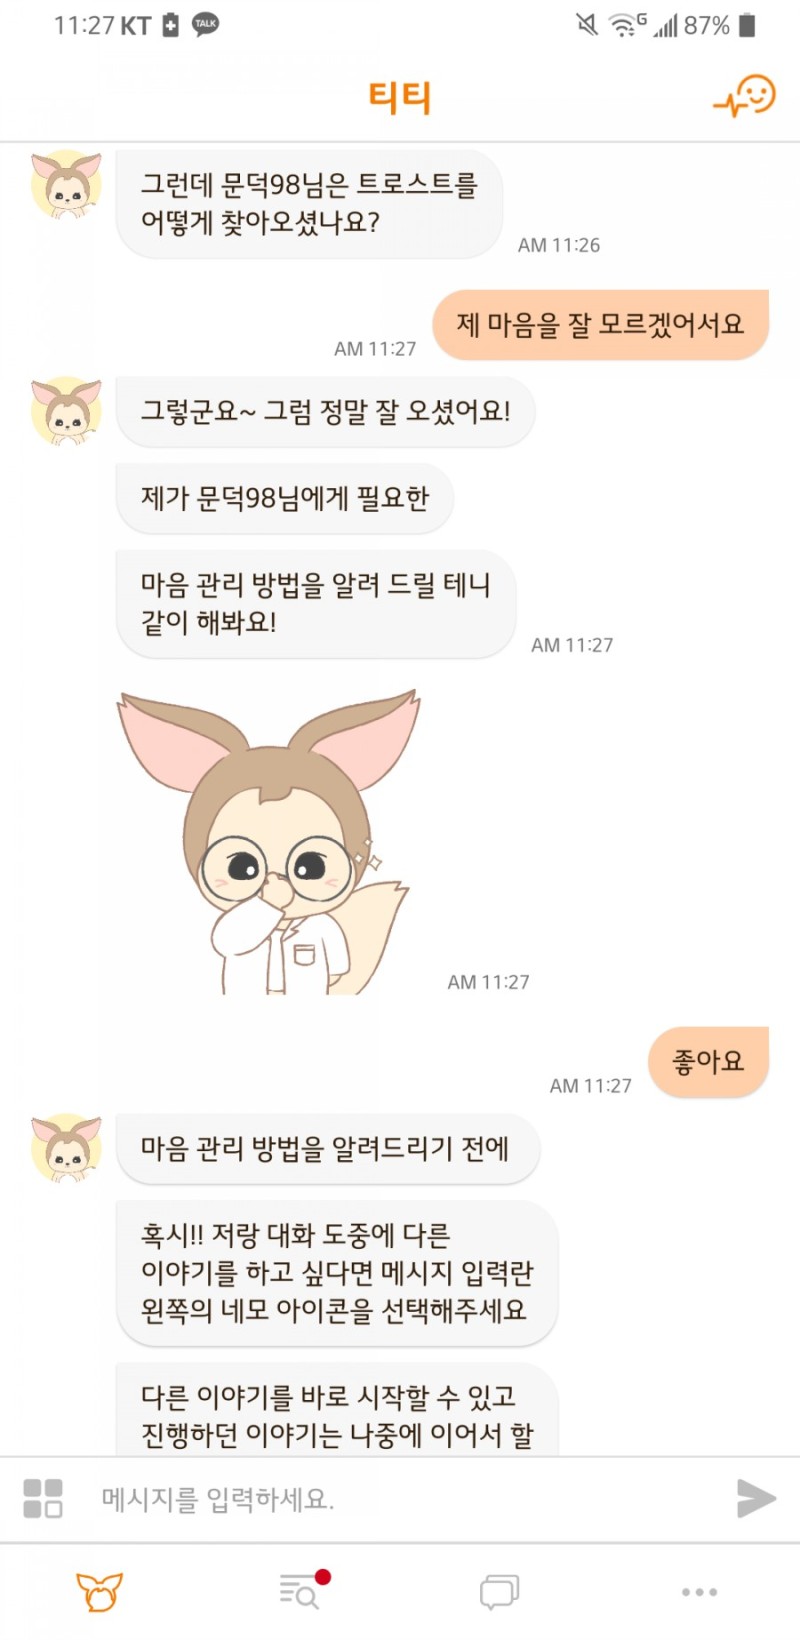 11:27 KT TALK G 87%
티티
그런데 문덕98님은 트로스트를
어떻게 찾아오셨나요?
AM 11:26
제 마음을 잘 모르겠어서요
AM 11:27
그렇군요~ 그럼 정말 잘 오셨어요!
제가 문덕98님에게 필요한
마음 관리 방법을 알려 드릴 테니
같이 해봐요!
AM 11:27
AM 11:27
좋아요
AM 11:27
마음 관리 방법을 알려드리기 전에
혹시!! 저랑 대화 도중에 다른
이야기를 하고 싶다면 메시지 입력란
왼쪽의 네모 아이콘을 선택해주세요
다른 이야기를 바로 시작할 수 있고
진행하던 이야기는 나중에 이어서 할
메시지를 입력하세요.